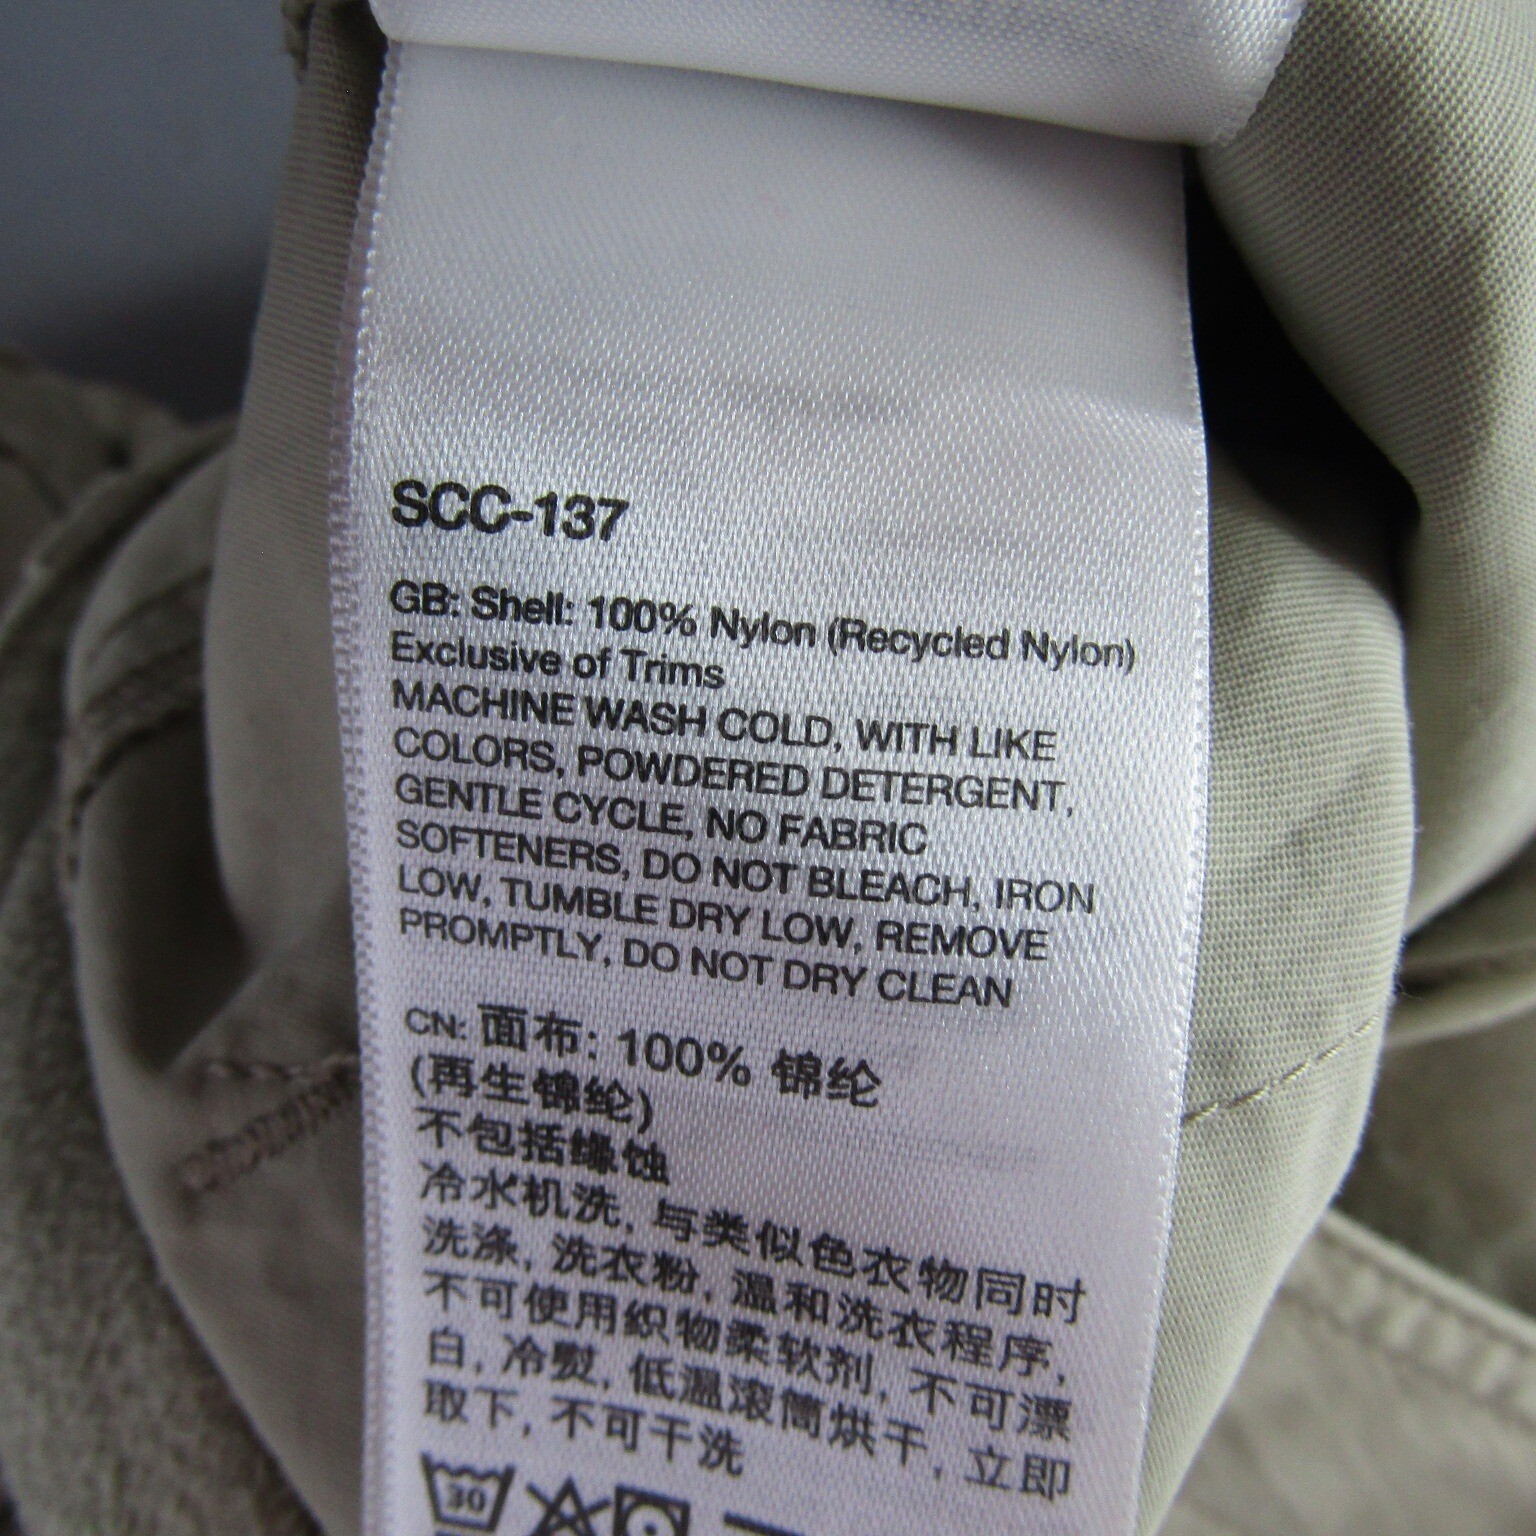 SCC-137
GB: Shell: 100% Nylon (Recycled Nylon)
Exclusive of Trims
MACHINE WASH COLD, WITH LIKE
COLORS, POWDERED DETERGENT,
GENTLE CYCLE, NO FABRIC
SOFTENERS, DO NOT BLEACH, IRON
LOW, TUMBLE DRY LOW, REMOVE
PROMPTLY, DO NOT DRY CLEAN
CN: 面布: 100% 锦纶
(再生锦纶)
不包括缘蚀
冷水机洗, 与类似色衣物同时
洗涤, 洗衣粉, 温和洗衣程序,
不可使用织物柔软剂, 不可漂
白, 冷熨, 低温滚筒烘干, 立即
取下, 不可干洗
30